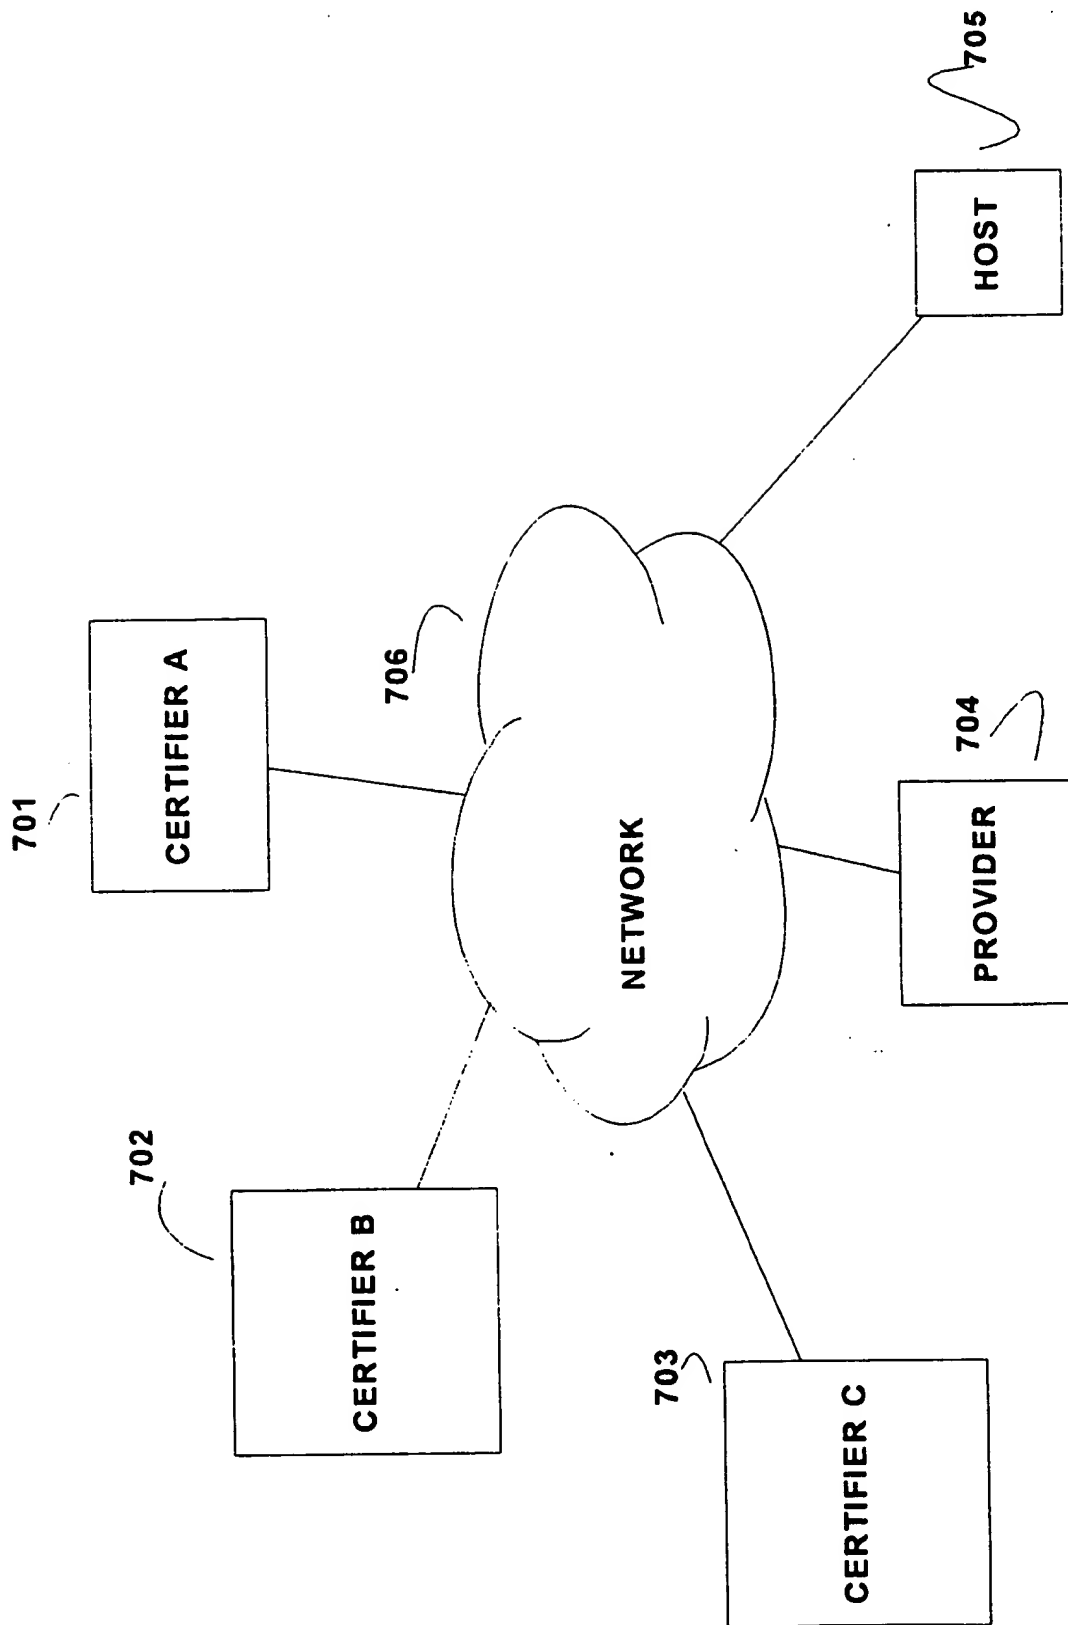 701
CERTIFIER A
702
CERTIFIER B
706
NETWORK
703
CERTIFIER C
704
PROVIDER
705
HOST